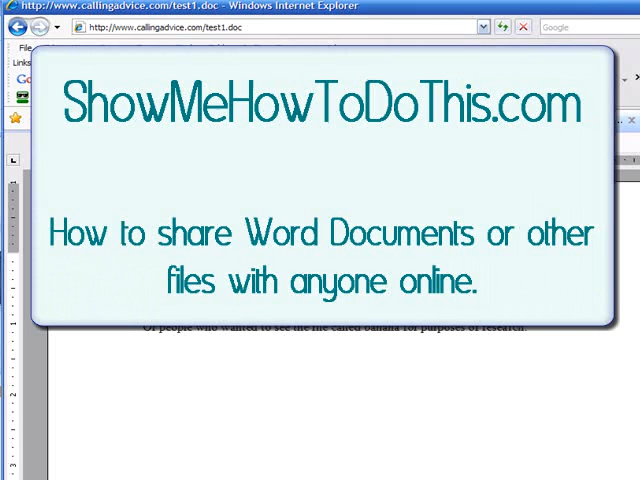 http://www.callingadvice.com/test1.doc - Windows Internet Explorer
http://www.callingadvice.com/test1.doc
Google
File
Links
ShowMeHowToDoThis.com
How to share Word Documents or other
files with anyone online.
Of people who wanted to see the file called banana for purposes of research.